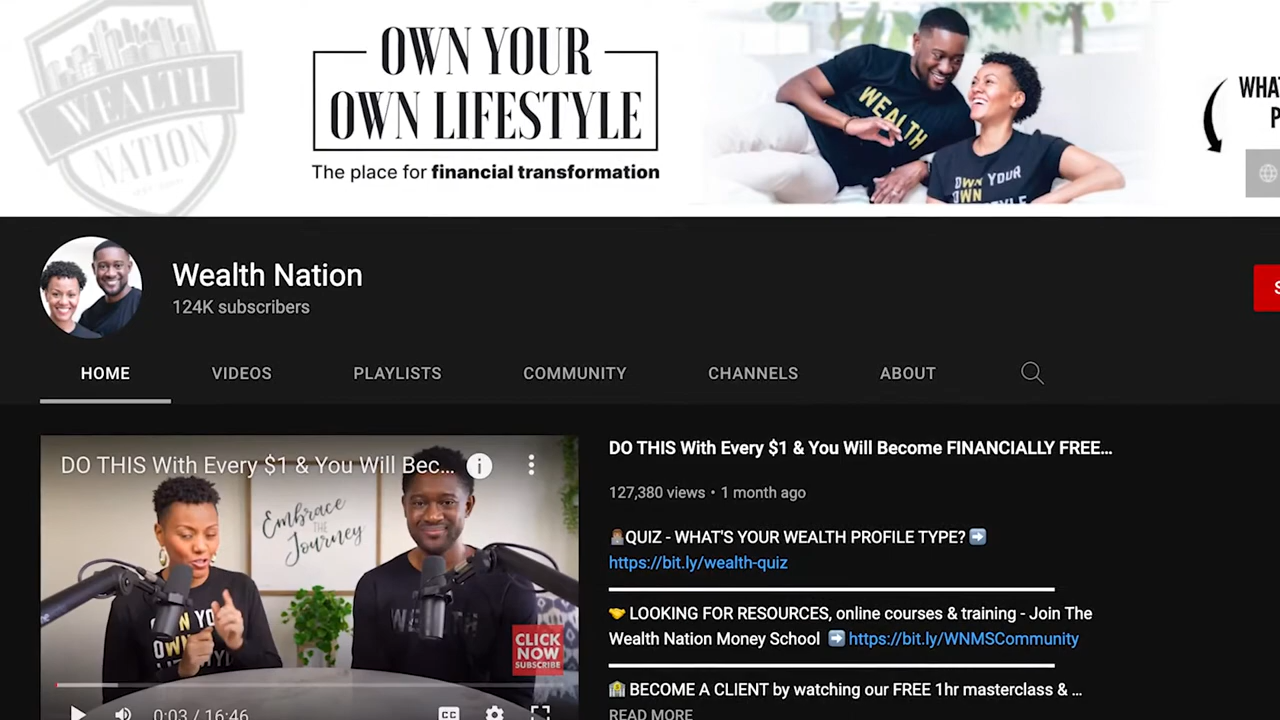 WEALTH
NATION
OWN YOUR
OWN LIFESTYLE
The place for financial transformation
WEALTH
OWN YOUR
OWN
WHA
P
Wealth Nation
124K subscribers
HOME
VIDEOS
PLAYLISTS
COMMUNITY
CHANNELS
ABOUT
DO THIS With Every $1 & You Will Bec...
Embrace
THE
Journey
WEALTH
CLICK
NOW
SUBSCRIBE
0:03 / 16:46
CC
DO THIS With Every $1 & You Will Become FINANCIALLY FREE...
127,380 views • 1 month ago
QUIZ - WHAT'S YOUR WEALTH PROFILE TYPE? ➡️
https://bit.ly/wealth-quiz
🤝 LOOKING FOR RESOURCES, online courses & training - Join The
Wealth Nation Money School ➡️ https://bit.ly/WNMSCommunity
BECOME A CLIENT by watching our FREE 1hr masterclass & ...
READ MORE